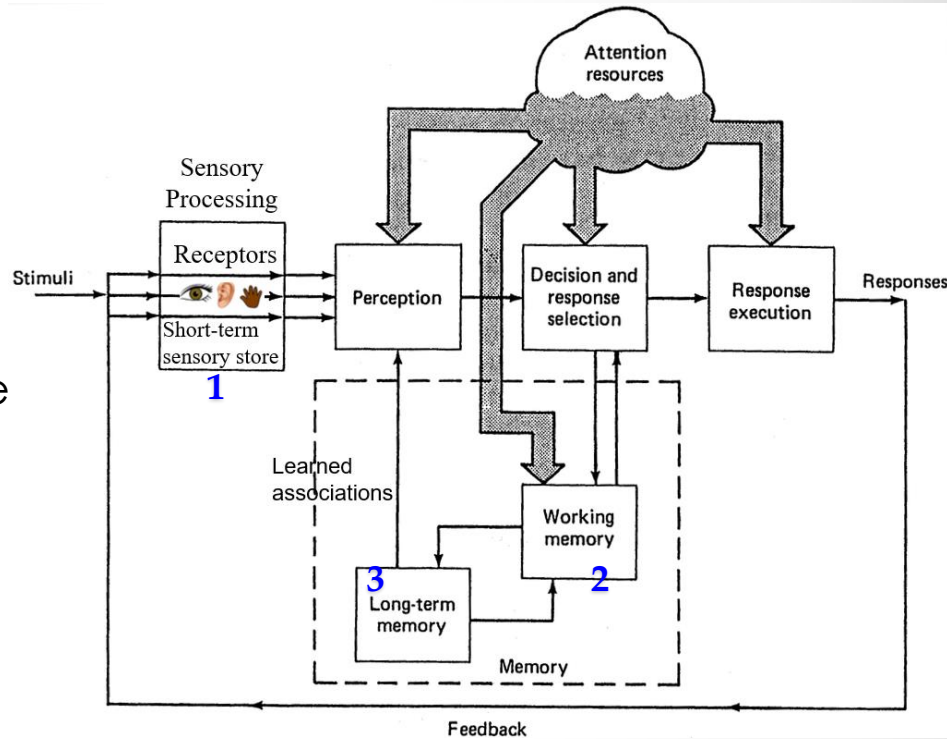 Attention
resources
Sensory
Processing
Receptors
Stimuli
Short-term
sensory store
1
Perception
Decision and
response
selection
Response
execution
Responses
e
Learned
associations
Working
memory
2
3
Long-term
memory
Memory
Feedback